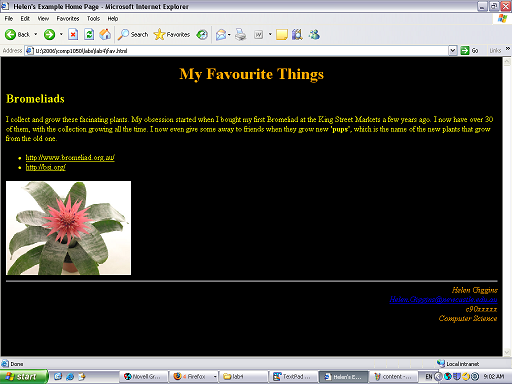 Helen's Example Home Page - Microsoft Internet Explorer
File Edit View Favorites Tools Help
Back Search Favorites
Address U:\2006\comp1050\labs\lab4\fav.html Go Links
My Favourite Things
Bromeliads
I collect and grow these facinating plants. My obsession started when I bought my first Bromeliad at the King Street Markets a few years ago. I now have over 30
of them, with the collection growing all the time. I now even give some away to friends when they grow new "pups", which is the name of the new plants that grow
from the old one.
http://www.bromeliad.org.au/
http://bsi.org/
Helen Giggins
c90xxxxx
Computer Science
Done Local intranet
start Novell Gr... Firefox lab4 TextPad Helen's E... content - ... EN 9:02 AM